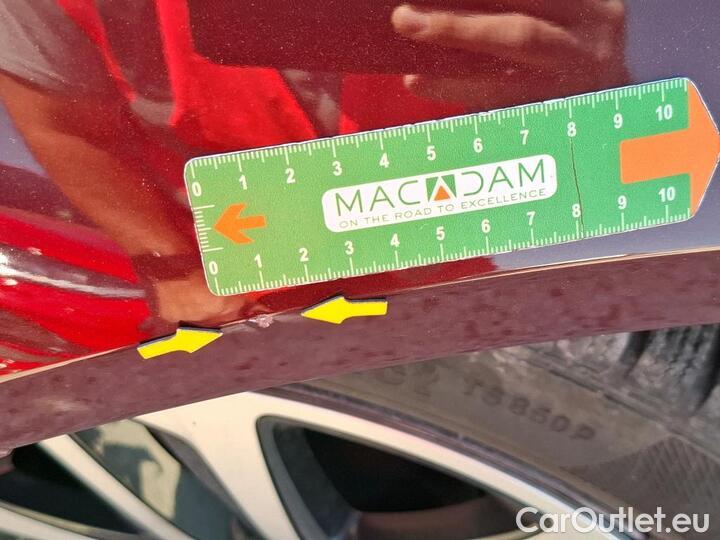 0 1 2 3 4 5 6 7 8 9 10
MACADAM
ON THE ROAD TO EXCELLENCE
0 1 2 3 4 5 6 7 8 9 10
CarOutlet.eu